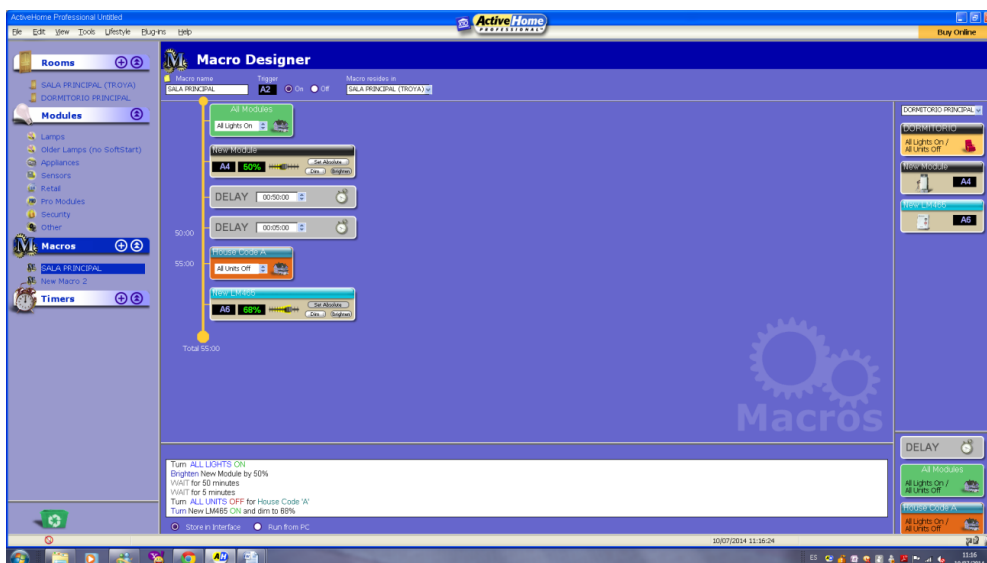 ActiveHome Professional Untitled
ActiveHome
PROFESSIONAL
File Edit View Tools Lifestyle Plug-ins Help
Buy Online
Rooms
SALA PRINCIPAL (TROYA)
DORMITORIO PRINCIPAL
Modules
Lamps
Older Lamps (no SoftStart)
Appliances
Sensors
Retail
Pro Modules
Security
Other
Macros
SALA PRINCIPAL
New Macro 2
Timers
Macro Designer
Macro name Trigger Macro resides in
SALA PRINCIPAL A2 On Off SALA PRINCIPAL (TROYA)
All Modules
All Lights On
New Module
A4 50% Set Absolute
Dim Brighten
DELAY 00:50:00
50:00 DELAY 00:05:00
House Code A
55:00 All Units Off
New LM465
A6 68% Set Absolute
Dim Brighten
Total 55:00
Macros
DORMITORIO PRINCIPAL
DORMITORIO
All Lights On /
All Units Off
New Module
A4
New LM465
A6
DELAY
All Modules
All Lights On /
All Units Off
House Code A
All Lights On /
All Units Off
Turn ALL LIGHTS ON
Brighten New Module by 50%
WAIT for 50 minutes
WAIT for 5 minutes
Turn ALL UNITS OFF for House Code 'A'
Turn New LM465 ON and dim to 68%
Store in Interface Run from PC
10/07/2014 11:16:24
ES 11:16
10/07/2014